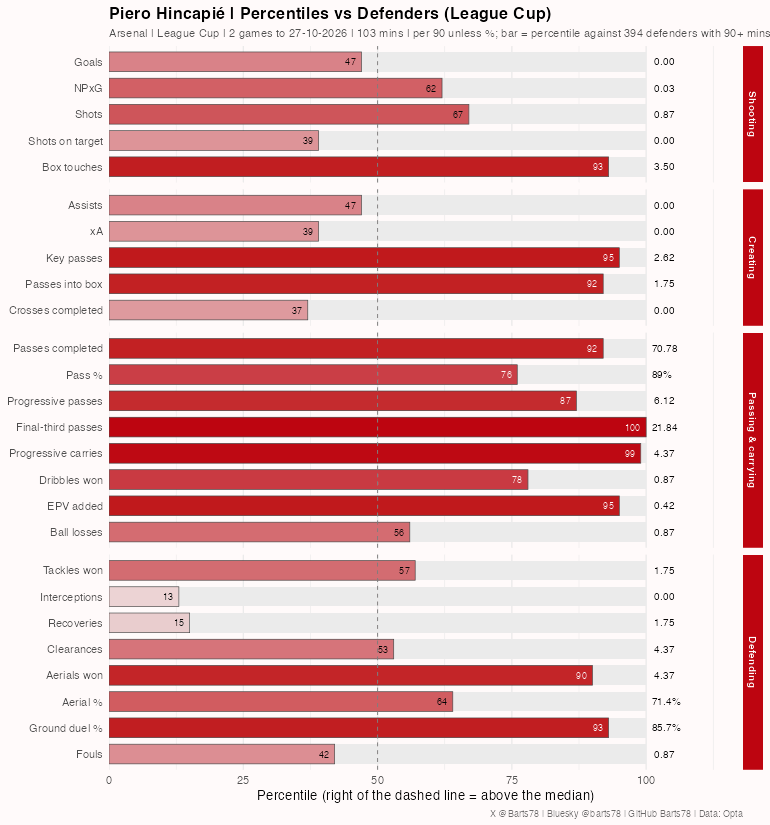 Piero Hincapié | Percentiles vs Defenders (League Cup)
Arsenal | League Cup | 2 games to 27-10-2026 | 103 mins | per 90 unless %; bar = percentile against 394 defenders with 90+ mins
Goals 47 0.00
NPxG 62 0.03
Shots 67 0.87
Shots on target 39 0.00
Box touches 93 3.50
Shooting
Assists 47 0.00
xA 39 0.00
Key passes 95 2.62
Passes into box 92 1.75
Crosses completed 37 0.00
Creating
Passes completed 92 70.78
Pass % 76 89%
Progressive passes 87 6.12
Final-third passes 100 21.84
Progressive carries 99 4.37
Dribbles won 78 0.87
EPV added 95 0.42
Ball losses 56 0.87
Passing & carrying
Tackles won 57 1.75
Interceptions 13 0.00
Recoveries 15 1.75
Clearances 53 4.37
Aerials won 90 4.37
Aerial % 64 71.4%
Ground duel % 93 85.7%
Fouls 42 0.87
Defending
0 25 50 75 100
Percentile (right of the dashed line = above the median)
X @Barts78 | Bluesky @barts78 | GitHub Barts78 | Data: Opta